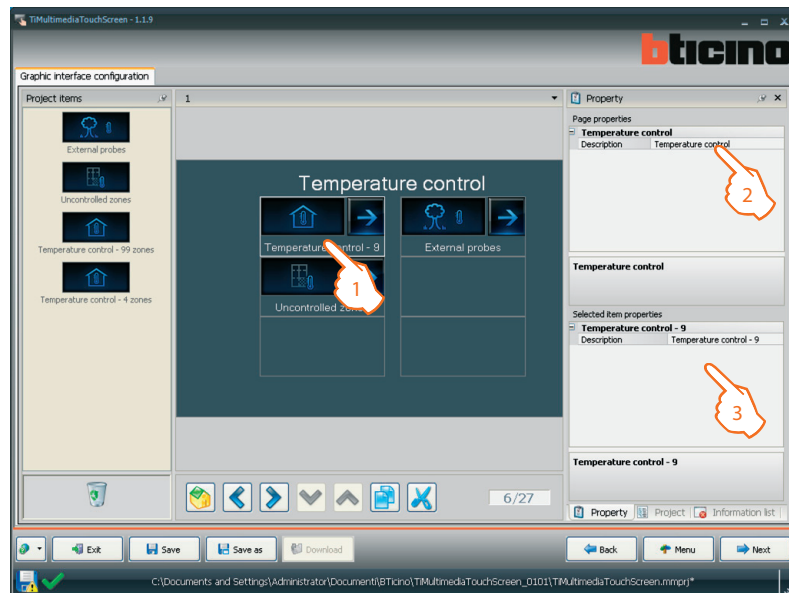 TiMultimediaTouchScreen - 1.1.9
bticino
Graphic interface configuration
Project items
1
Property
External probes
Uncontrolled zones
Temperature control - 99 zones
Temperature control - 4 zones
Temperature control
Temperature control - 9
External probes
Uncontrolled zones
1
6/27
Page properties
Temperature control
Description Temperature control
2
Temperature control
Selected item properties
Temperature control - 9
Description Temperature control - 9
3
Temperature control - 9
Property Project Information list
Exit Save Save as Download Back Menu Next
C:\Documents and Settings\Administrator\Documenti\BTicino\TiMultimediaTouchScreen_0101\TiMultimediaTouchScreen.mmprj*